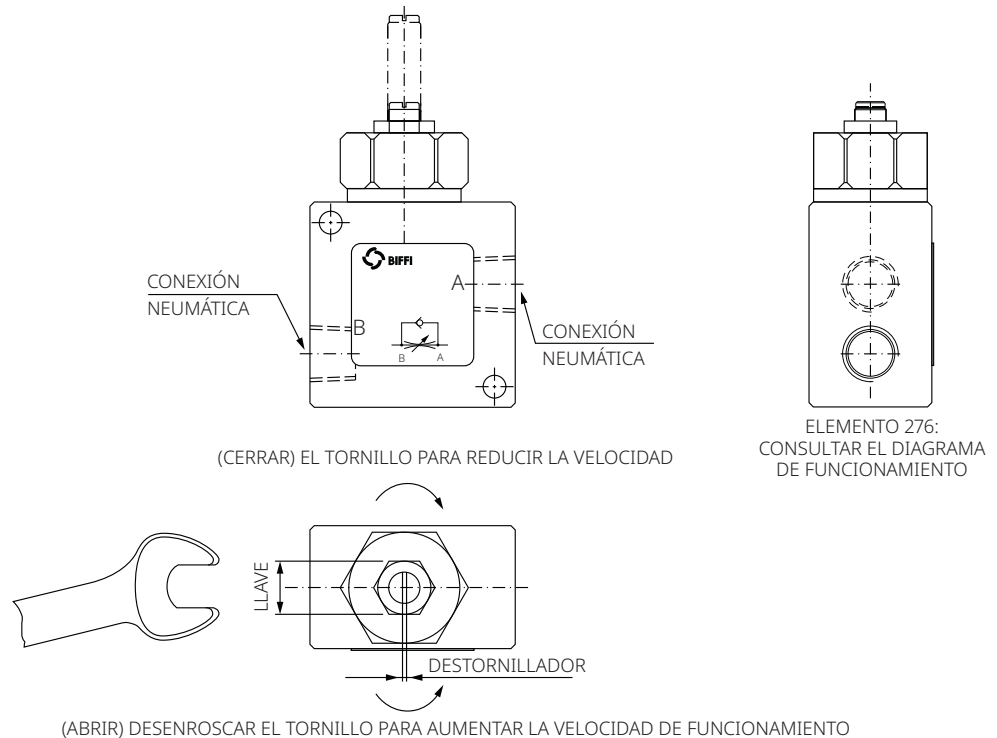 BIFFI
A
CONEXIÓN
NEUMÁTICA
B
CONEXIÓN
NEUMÁTICA
B A
ELEMENTO 276:
CONSULTAR EL DIAGRAMA
DE FUNCIONAMIENTO
(CERRAR) EL TORNILLO PARA REDUCIR LA VELOCIDAD
LLAVE
DESTORNILLADOR
(ABRIR) DESENROSCAR EL TORNILLO PARA AUMENTAR LA VELOCIDAD DE FUNCIONAMIENTO